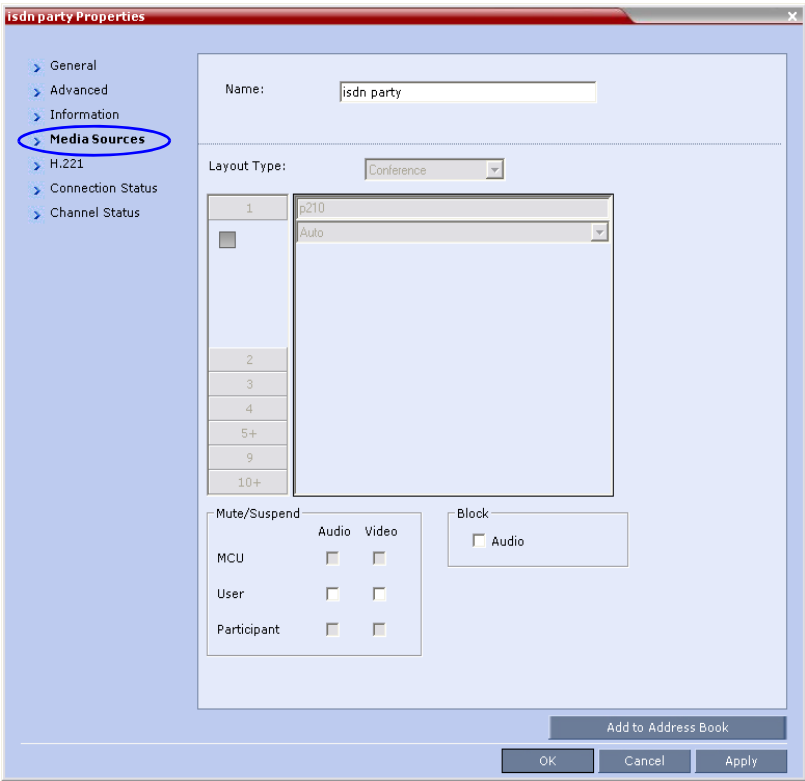 isdn party Properties
General
Advanced
Information
Media Sources
H.221
Connection Status
Channel Status
Name:
isdn party
Layout Type:
Conference
1
p210
Auto
2
3
4
5+
9
10+
Mute/Suspend
Audio Video
MCU
User
Participant
Block
Audio
Add to Address Book
OK
Cancel
Apply